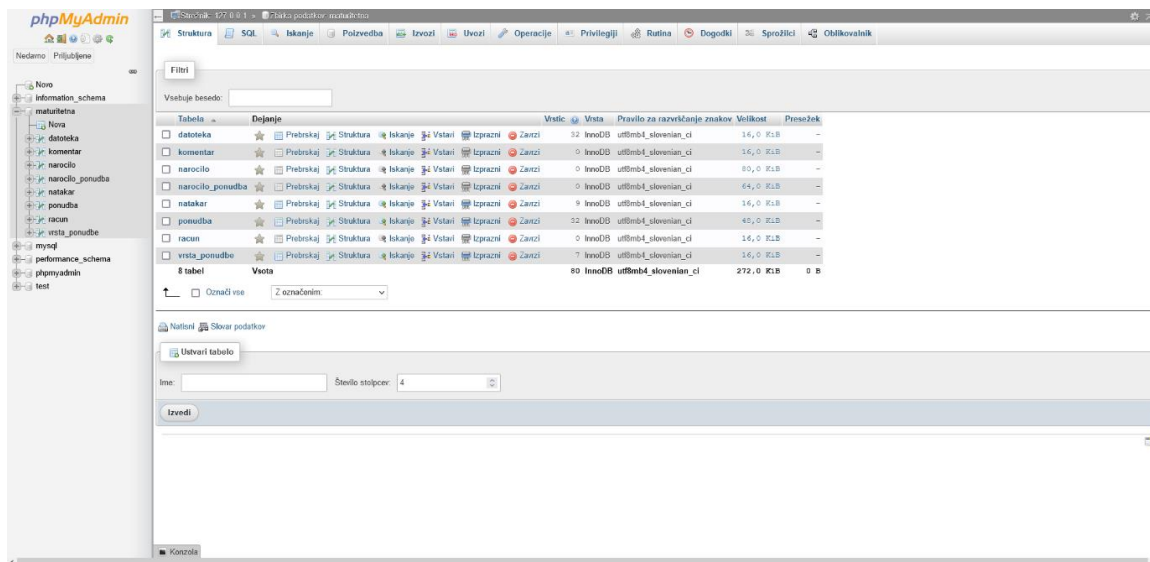 phpMyAdmin
Nedavno Priljubljene
Novo
information_schema
maturitetna
Nova
datoteka
komentar
narocilo
narocilo_ponudba
natakar
ponudba
racun
vrsta_ponudbe
mysql
performance_schema
phpmyadmin
test
Strežnik: 127.0.0.1 » Zbirka podatkov: maturitetna
Struktura SQL Iskanje Poizvedba Izvozi Uvozi Operacije Privilegiji Rutina Dogodki Sprožilci Oblikovalnik
Filtri
Vsebuje besedo:
Tabela Dejanje Vrstic Vrsta Pravilo za razvrščanje znakov Velikost Presežek
datoteka Prebrskaj Struktura Iskanje Vstavi Izprazni Zavrzi 32 InnoDB utf8mb4_slovenian_ci 16,0 KiB -
komentar Prebrskaj Struktura Iskanje Vstavi Izprazni Zavrzi 0 InnoDB utf8mb4_slovenian_ci 16,0 KiB -
narocilo Prebrskaj Struktura Iskanje Vstavi Izprazni Zavrzi 0 InnoDB utf8mb4_slovenian_ci 80,0 KiB -
narocilo_ponudba Prebrskaj Struktura Iskanje Vstavi Izprazni Zavrzi 0 InnoDB utf8mb4_slovenian_ci 64,0 KiB -
natakar Prebrskaj Struktura Iskanje Vstavi Izprazni Zavrzi 9 InnoDB utf8mb4_slovenian_ci 16,0 KiB -
ponudba Prebrskaj Struktura Iskanje Vstavi Izprazni Zavrzi 32 InnoDB utf8mb4_slovenian_ci 48,0 KiB -
racun Prebrskaj Struktura Iskanje Vstavi Izprazni Zavrzi 0 InnoDB utf8mb4_slovenian_ci 16,0 KiB -
vrsta_ponudbe Prebrskaj Struktura Iskanje Vstavi Izprazni Zavrzi 7 InnoDB utf8mb4_slovenian_ci 16,0 KiB -
8 tabel Vsota 80 InnoDB utf8mb4_slovenian_ci 272,0 KiB 0 B
Označi vse Z označenim:
Natisni Slovar podatkov
Ustvari tabelo
Ime: Število stolpcev: 4
Izvedi
Konzola